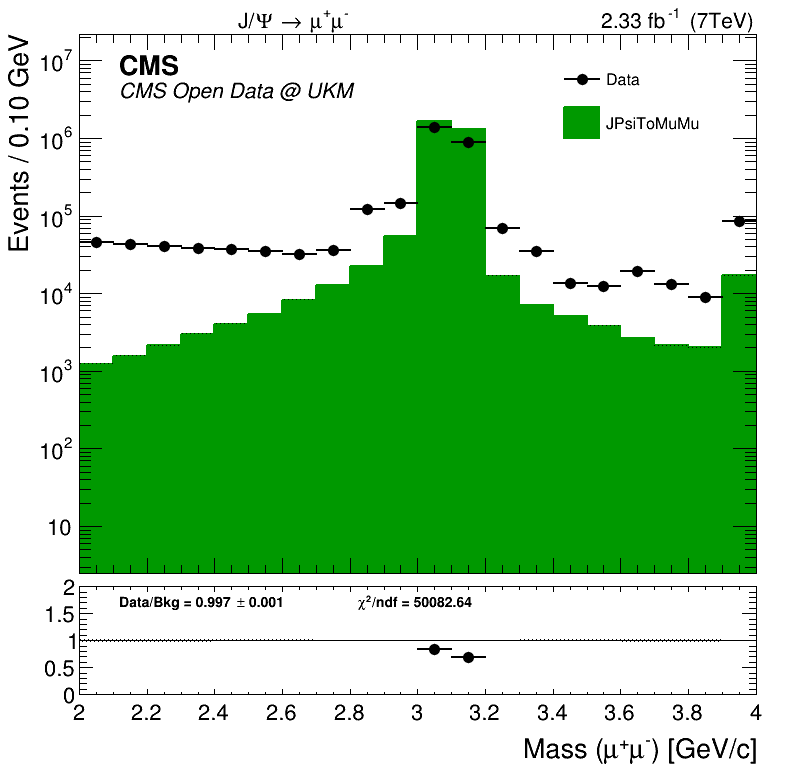 J/Ψ → μ⁺μ⁻ 2.33 fb⁻¹ (7TeV)
CMS
CMS Open Data @ UKM
Data
JPsiToMuMu
Events / 0.10 GeV
10⁷
10⁶
10⁵
10⁴
10³
10²
10
Data/Bkg = 0.997 ± 0.001 χ²/ndf = 50082.64
2
1.5
1
0.5
0
2 2.2 2.4 2.6 2.8 3 3.2 3.4 3.6 3.8 4
Mass (μ⁺μ⁻) [GeV/c]